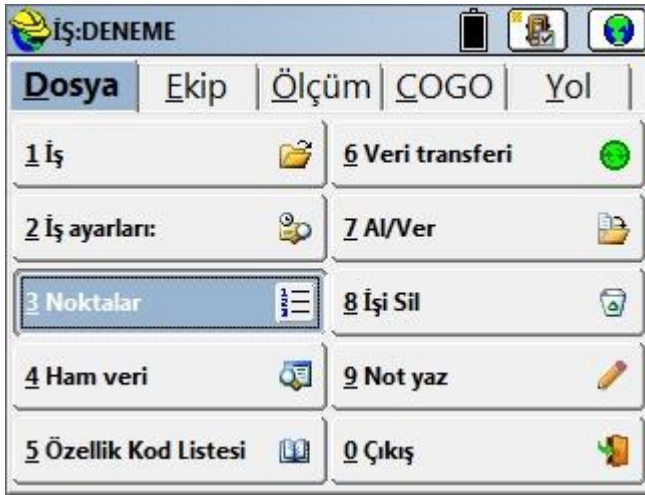 İŞ:DENEME
Dosya Ekip Ölçüm COGO Yol
1 İş
6 Veri transferi
2 İş ayarları:
7 Al/Ver
3 Noktalar
8 İşi Sil
4 Ham veri
9 Not yaz
5 Özellik Kod Listesi
0 Çıkış